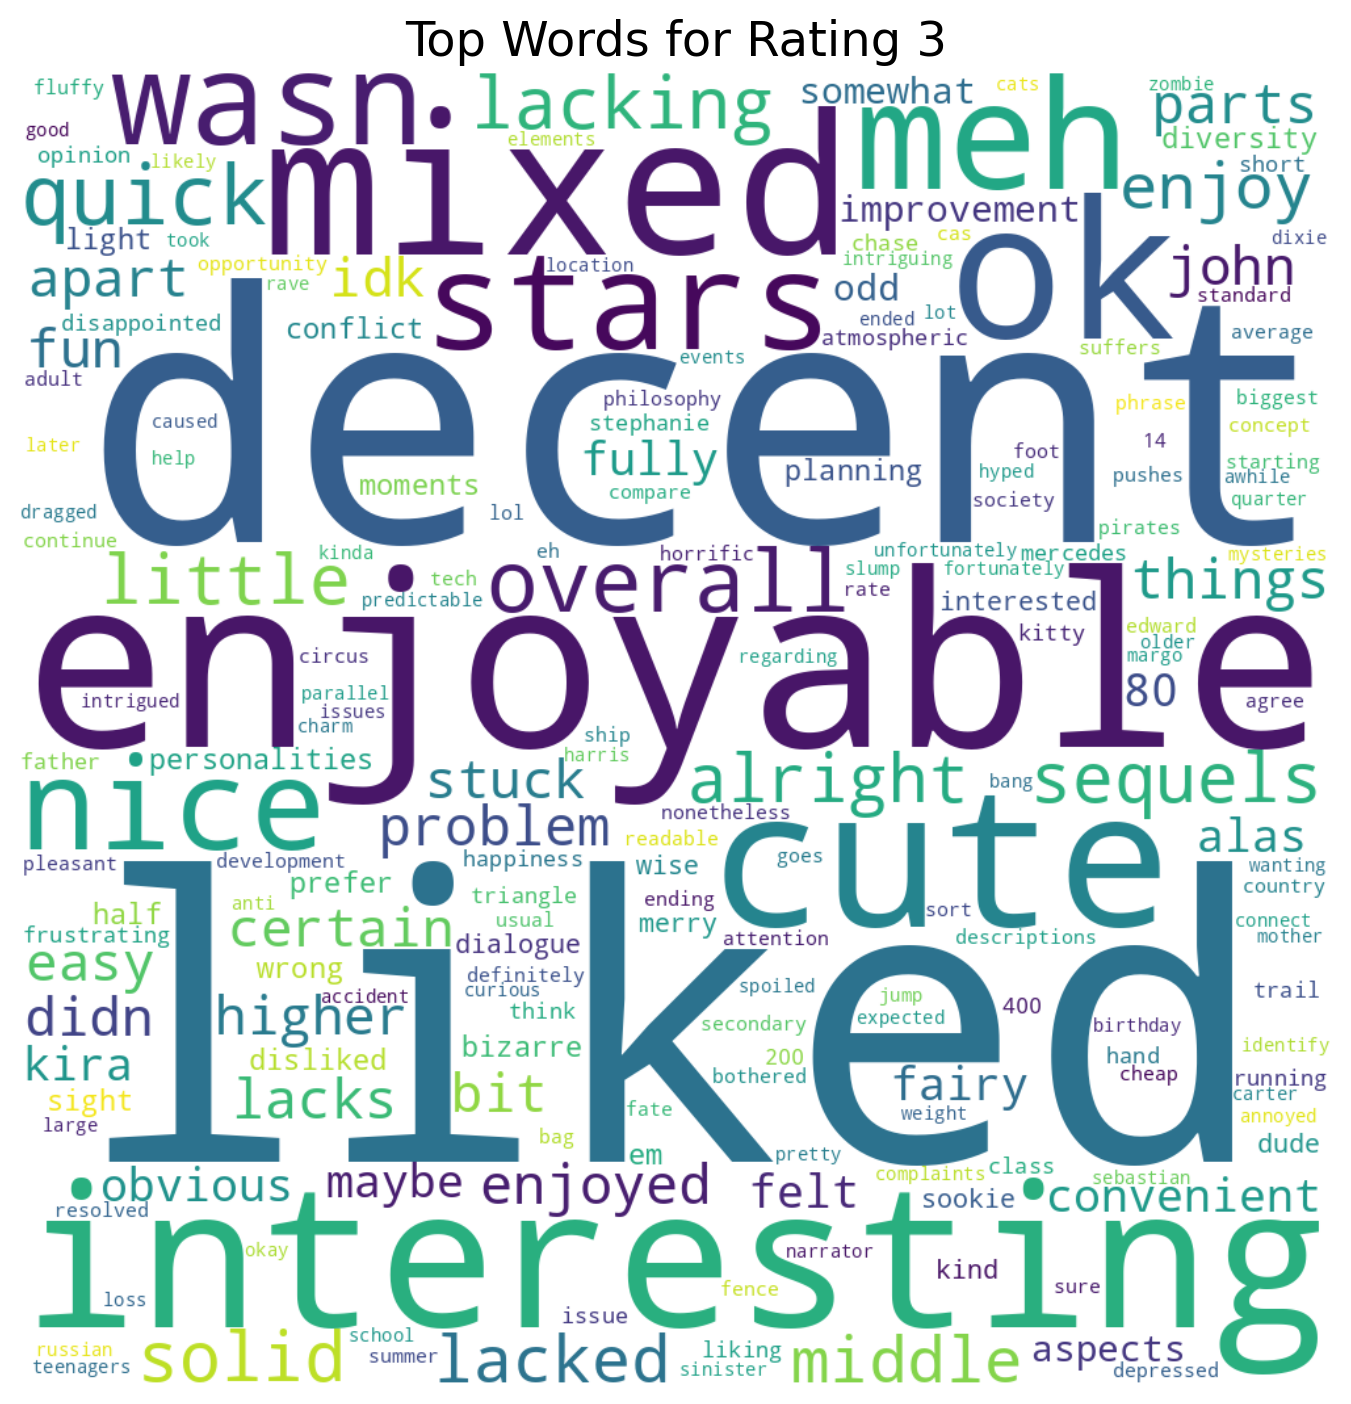 Top Words for Rating 3
fluffy wasn lacking somewhat cats zombie
good elements meh parts
opinion likely mixed diversity
quick enjoy short
light took improvement
opportunity location chase cas ok dixie
apart rave idk stars intriguing john
odd standard
disappointed conflict ended lot
fun atmospheric average
events suffers
adult decent philosophy phrase biggest
caused stephanie concept
later help fully foot 14 starting
moments planning hyped pushes awhile
compare society quarter
dragged lol pirates
continue kinda eh horrific unfortunately mercedes mysteries
little tech overall slump fortunately things
predictable rate interested
enjoyable kitty edward
circus regarding older
margo
intrigued parallel 80 agree
issues
charm ship
father personalities harris
nice stuck alright bang sequels
problem nonetheless
readable cute alas
pleasant development happiness wise goes wanting
prefer triangle ending country
half anti usual merry sort connect
frustrating certain dialogue attention descriptions mother
easy wrong definitely
liked accident curious spoiled jump trail
didn higher think 400
secondary expected birthday
kira disliked bizarre 200 hand identify
bothered cheap running
sight lacks bit fairy carter
large fate weight annoyed
bag dude
em pretty
obvious maybe enjoyed felt complaints class sebastian
sookie convenient
resolved
interesting
okay narrator kind
loss fence sure
issue
russian solid school lacked liking middle aspects
teenagers summer sinister depressed